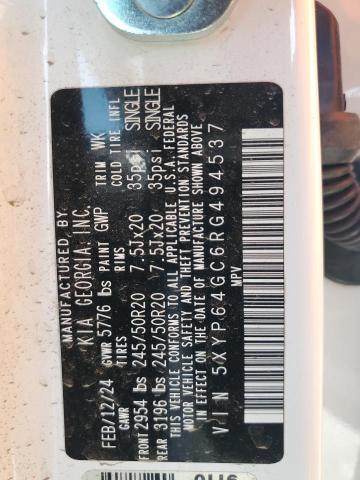 MANUFACTURED BY
KIA GEORGIA, INC.
FEB/12/24 GVWR 5776 lbs PAINT GWP TRIM WK
GAWR TIRES RIMS COLD TIRE INFL
FRONT 2954 lbs 245/50R20 7.5Jx20 35psi SINGLE
REAR 3196 lbs 245/50R20 7.5Jx20 35psi SINGLE
THIS VEHICLE CONFORMS TO ALL APPLICABLE U.S.A. FEDERAL
MOTOR VEHICLE SAFETY AND THEFT PREVENTION STANDARDS
IN EFFECT ON THE DATE OF MANUFACTURE SHOWN ABOVE
VIN 5XYP64GC6RG494537
MPV